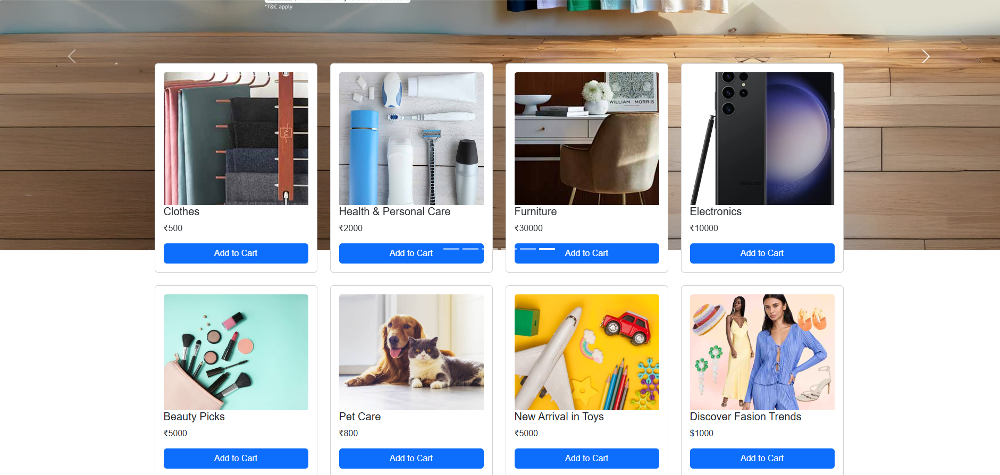 *T&C apply
WILLIAM MORRIS
SAMSUNG
Clothes
₹500
Add to Cart
Health & Personal Care
₹2000
Add to Cart
Furniture
₹30000
Add to Cart
Electronics
₹10000
Add to Cart
Beauty Picks
₹5000
Add to Cart
Pet Care
₹800
Add to Cart
New Arrival in Toys
₹5000
Add to Cart
Discover Fasion Trends
$1000
Add to Cart